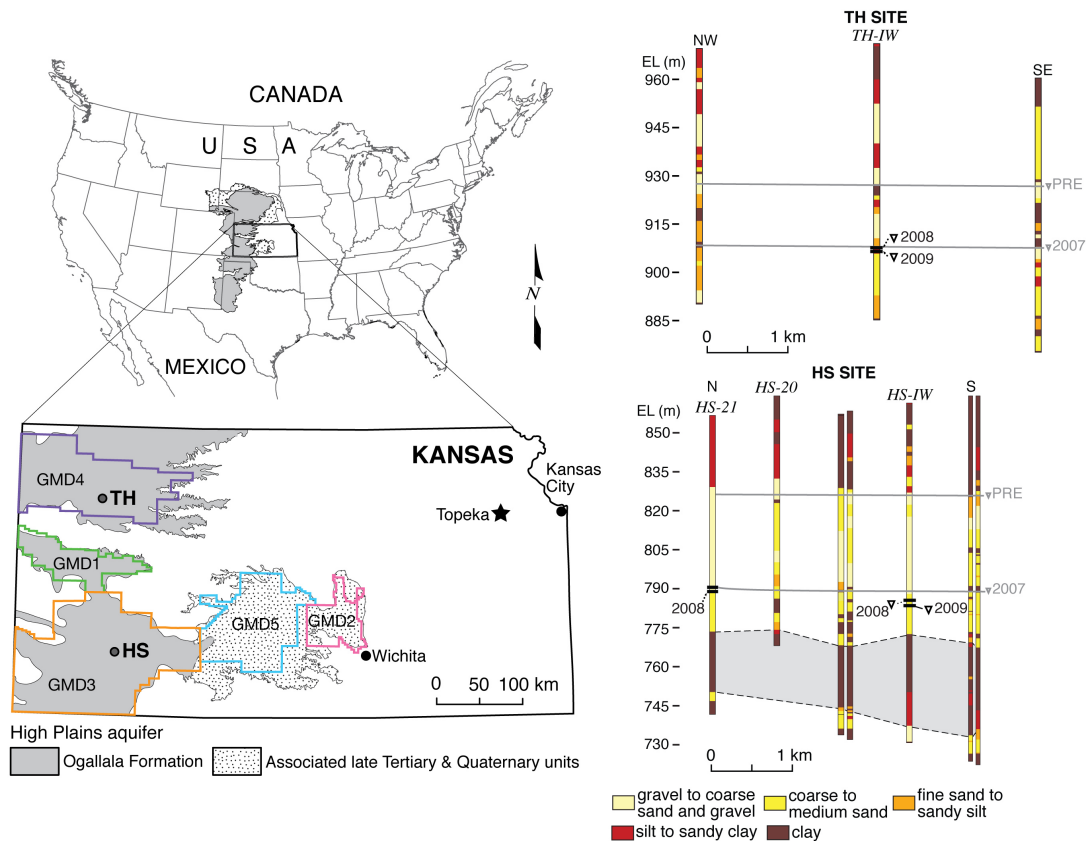 CANADA
U S A
MEXICO
N
KANSAS
GMD4
TH
Kansas
City
Topeka
GMD1
GMD5
GMD2
HS
Wichita
GMD3
0 50 100 km
High Plains aquifer
Ogallala Formation
Associated late Tertiary & Quaternary units
TH SITE
NW
TH-IW
EL (m)
SE
960
945
930
PRE
915
2008
2007
2009
900
885
0 1 km
HS SITE
N
HS-20
HS-IW
S
HS-21
EL (m)
850
835
PRE
820
805
790
2007
2008
2008
2009
775
760
745
730
0 1 km
gravel to coarse
sand and gravel
coarse to
medium sand
fine sand to
sandy silt
silt to sandy clay
clay